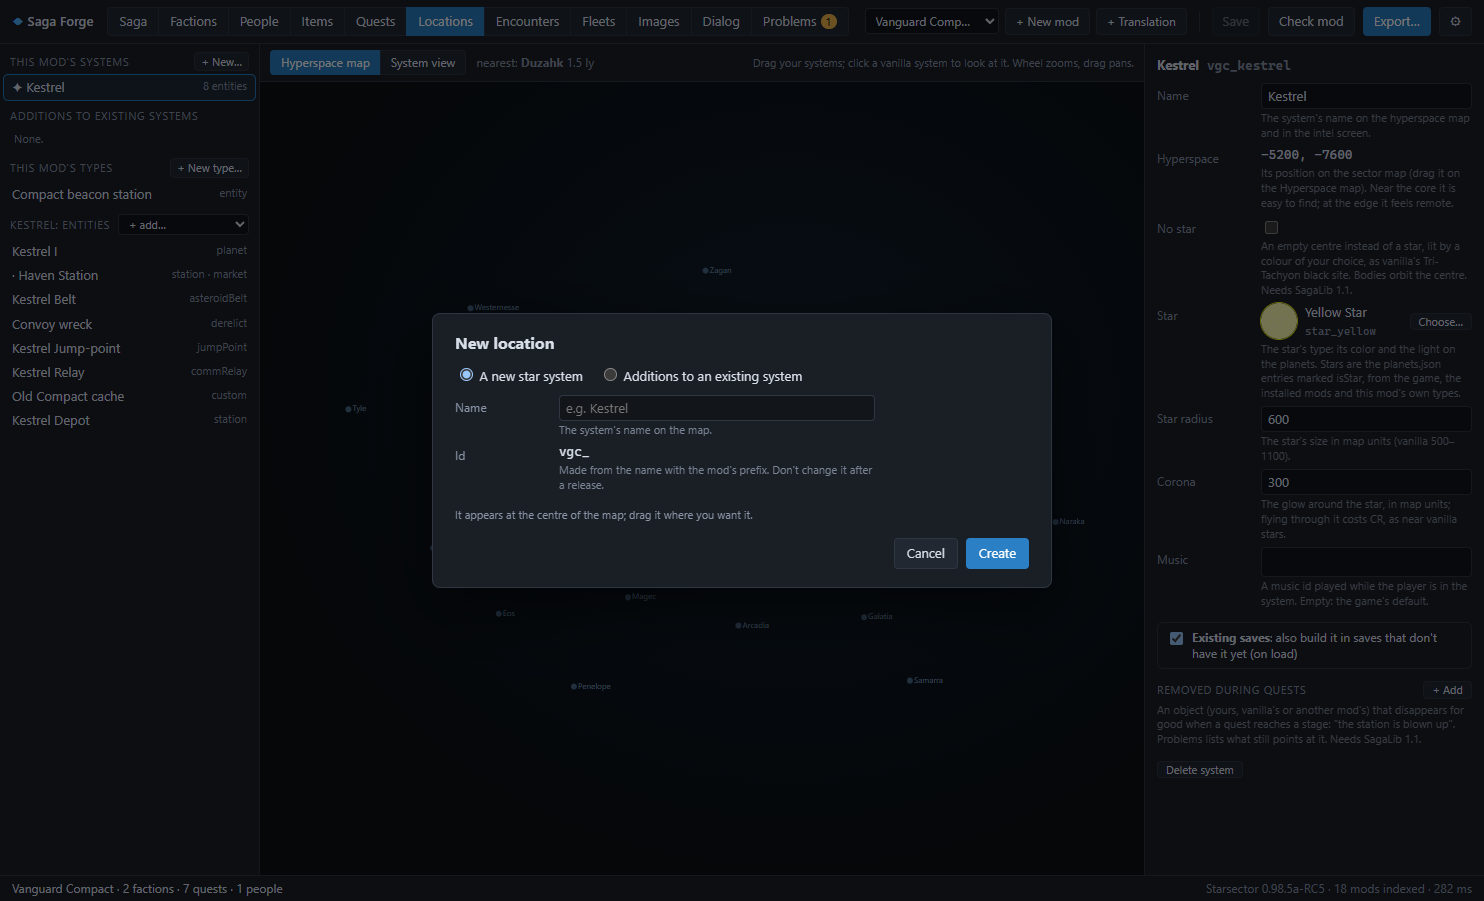 Saga Forge
Saga
Factions
People
Items
Quests
Locations
Encounters
Fleets
Images
Dialog
Problems 1
Vanguard Comp...
+ New mod
+ Translation
Save
Check mod
Export...
THIS MOD'S SYSTEMS
+ New...
Kestrel
8 entities
ADDITIONS TO EXISTING SYSTEMS
None.
THIS MOD'S TYPES
+ New type...
Compact beacon station
entity
KESTREL: ENTITIES
+ add...
Kestrel I
planet
· Haven Station
station · market
Kestrel Belt
asteroidBelt
Convoy wreck
derelict
Kestrel Jump-point
jumpPoint
Kestrel Relay
commRelay
Old Compact cache
custom
Kestrel Depot
station
Hyperspace map
System view
nearest: Duzahk 1.5 ly
Drag your systems; click a vanilla system to look at it. Wheel zooms, drag pans.
Zagan
Westernesse
Tyle
Naraka
Magec
Eos
Arcadia
Galatia
Penelope
Samarra
New location
A new star system
Additions to an existing system
Name
e.g. Kestrel
The system's name on the map.
Id
vgc_
Made from the name with the mod's prefix. Don't change it after
a release.
It appears at the centre of the map; drag it where you want it.
Cancel
Create
Kestrel vgc_kestrel
Name
Kestrel
The system's name on the hyperspace map
and in the intel screen.
Hyperspace
-5200, -7600
Its position on the sector map (drag it on
the Hyperspace map). Near the core it is
easy to find; at the edge it feels remote.
No star
An empty centre instead of a star, lit by a
colour of your choice, as vanilla's Tri-
Tachyon black site. Bodies orbit the centre.
Needs SagaLib 1.1.
Star
Yellow Star
star_yellow
Choose...
The star's type: its color and the light on
the planets. Stars are the planets.json
entries marked isStar, from the game, the
installed mods and this mod's own types.
Star radius
600
The star's size in map units (vanilla 500–
1100).
Corona
300
The glow around the star, in map units;
flying through it costs CR, as near vanilla
stars.
Music
A music id played while the player is in the
system. Empty: the game's default.
Existing saves: also build it in saves that don't
have it yet (on load)
REMOVED DURING QUESTS
+ Add
An object (yours, vanilla's or another mod's) that disappears for
good when a quest reaches a stage: "the station is blown up".
Problems lists what still points at it. Needs SagaLib 1.1.
Delete system
Vanguard Compact · 2 factions · 7 quests · 1 people
Starsector 0.98.5a-RC5 · 18 mods indexed · 282 ms